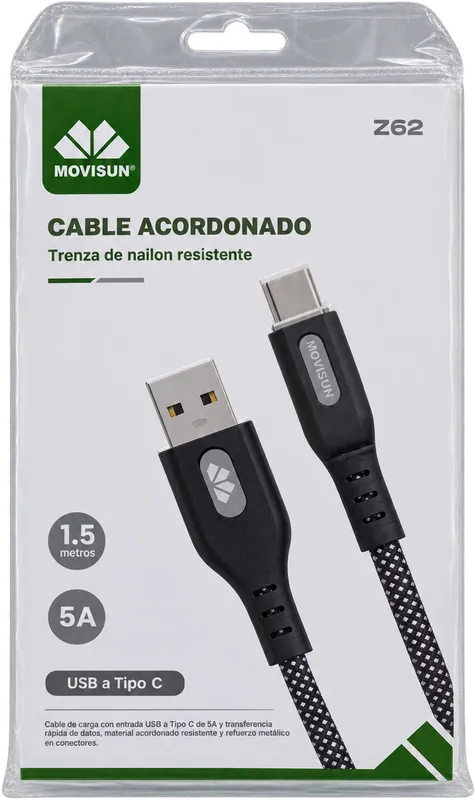 MOVISUN®
Z62
CABLE ACORDONADO
Trenza de nailon resistente
MOVISUN
1.5
metros
5A
USB a Tipo C
Cable de carga con entrada USB a Tipo C de 5A y transferencia
rápida de datos, material acordonado resistente y refuerzo metálico
en conectores.